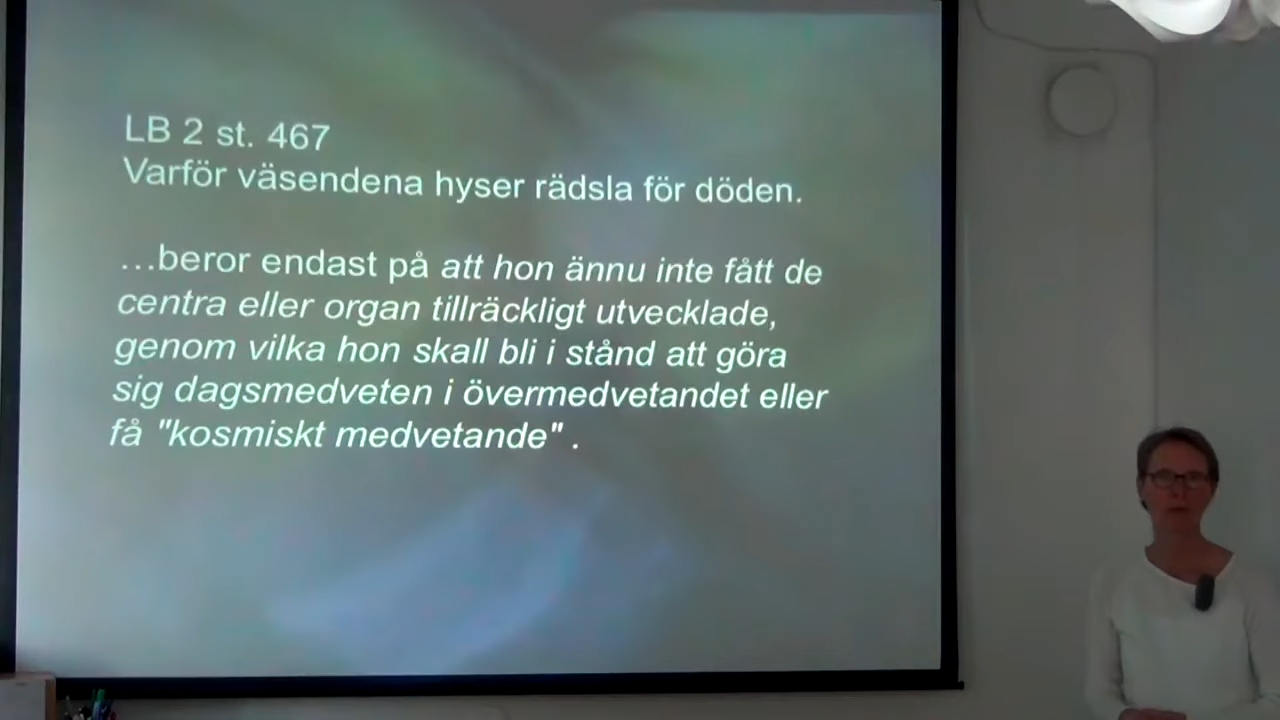 LB 2 st. 467
Varför väsendena hyser rädsla för döden.
…beror endast på att hon ännu inte fått de
centra eller organ tillräckligt utvecklade,
genom vilka hon skall bli i stånd att göra
sig dagsmedveten i övermedvetandet eller
få "kosmiskt medvetande" .